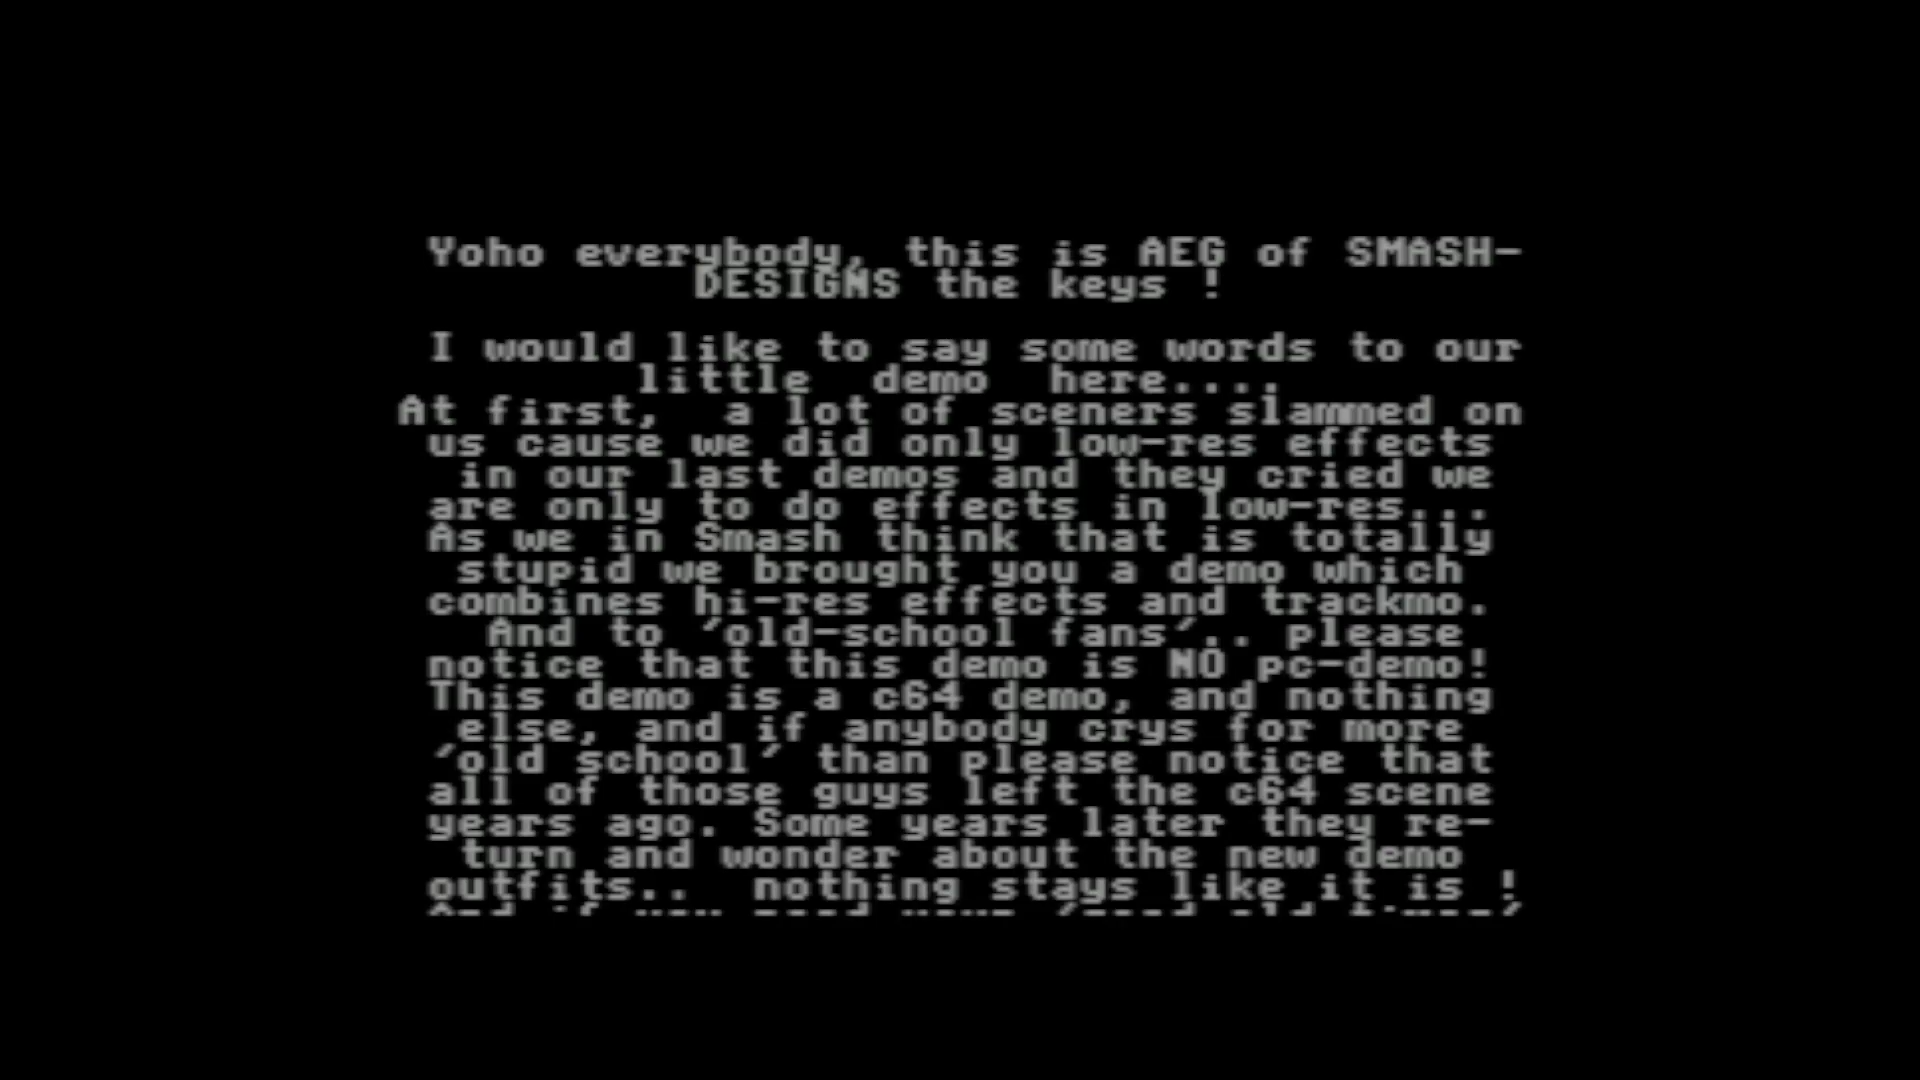 Yoho everybody, this is AEG of SMASH-
DESIGNS the keys !
I would like to say some words to our
little demo here....
At first, a lot of sceners slammed on
us cause we did only low-res effects
in our last demos and they cried we
are only to do effects in low-res...
As we in Smash think that is totally
stupid we brought you a demo which
combines hi-res effects and trackmo.
And to 'old-school fans'.. please
notice that this demo is NO pc-demo!
This demo is a c64 demo, and nothing
else, and if anybody crys for more
'old school' than please notice that
all of those guys left the c64 scene
years ago. Some years later they re-
turn and wonder about the new demo
outfits.. nothing stays like it is !